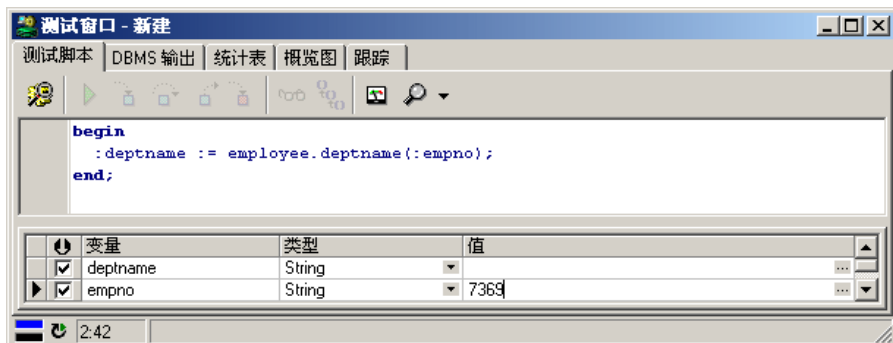 测试窗口 - 新建
测试脚本 DBMS 输出 统计表 概览图 跟踪
begin
:deptname := employee.deptname(:empno);
end;
变量 类型 值
deptname String
empno String 7369
2:42